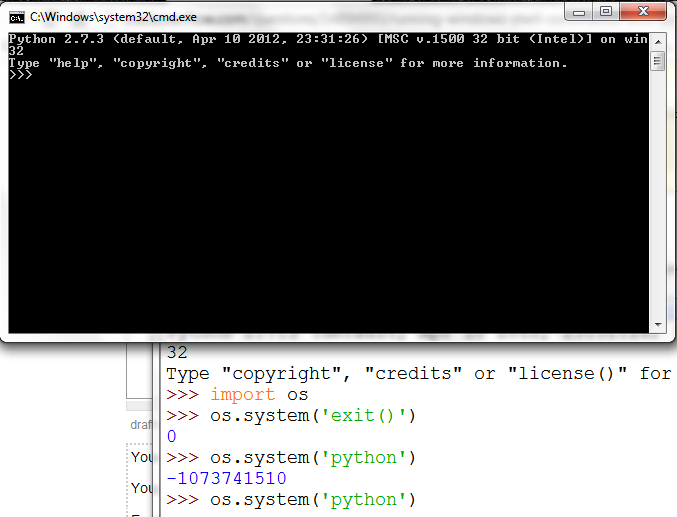 C:\Windows\system32\cmd.exe
Python 2.7.3 (default, Apr 10 2012, 23:31:26) [MSC v.1500 32 bit (Intel)] on win
32
Type "help", "copyright", "credits" or "license" for more information.
>>>
32
Type "copyright", "credits" or "license()" for
>>> import os
>>> os.system('exit()')
0
>>> os.system('python')
-1073741510
>>> os.system('python')
draf
You
You